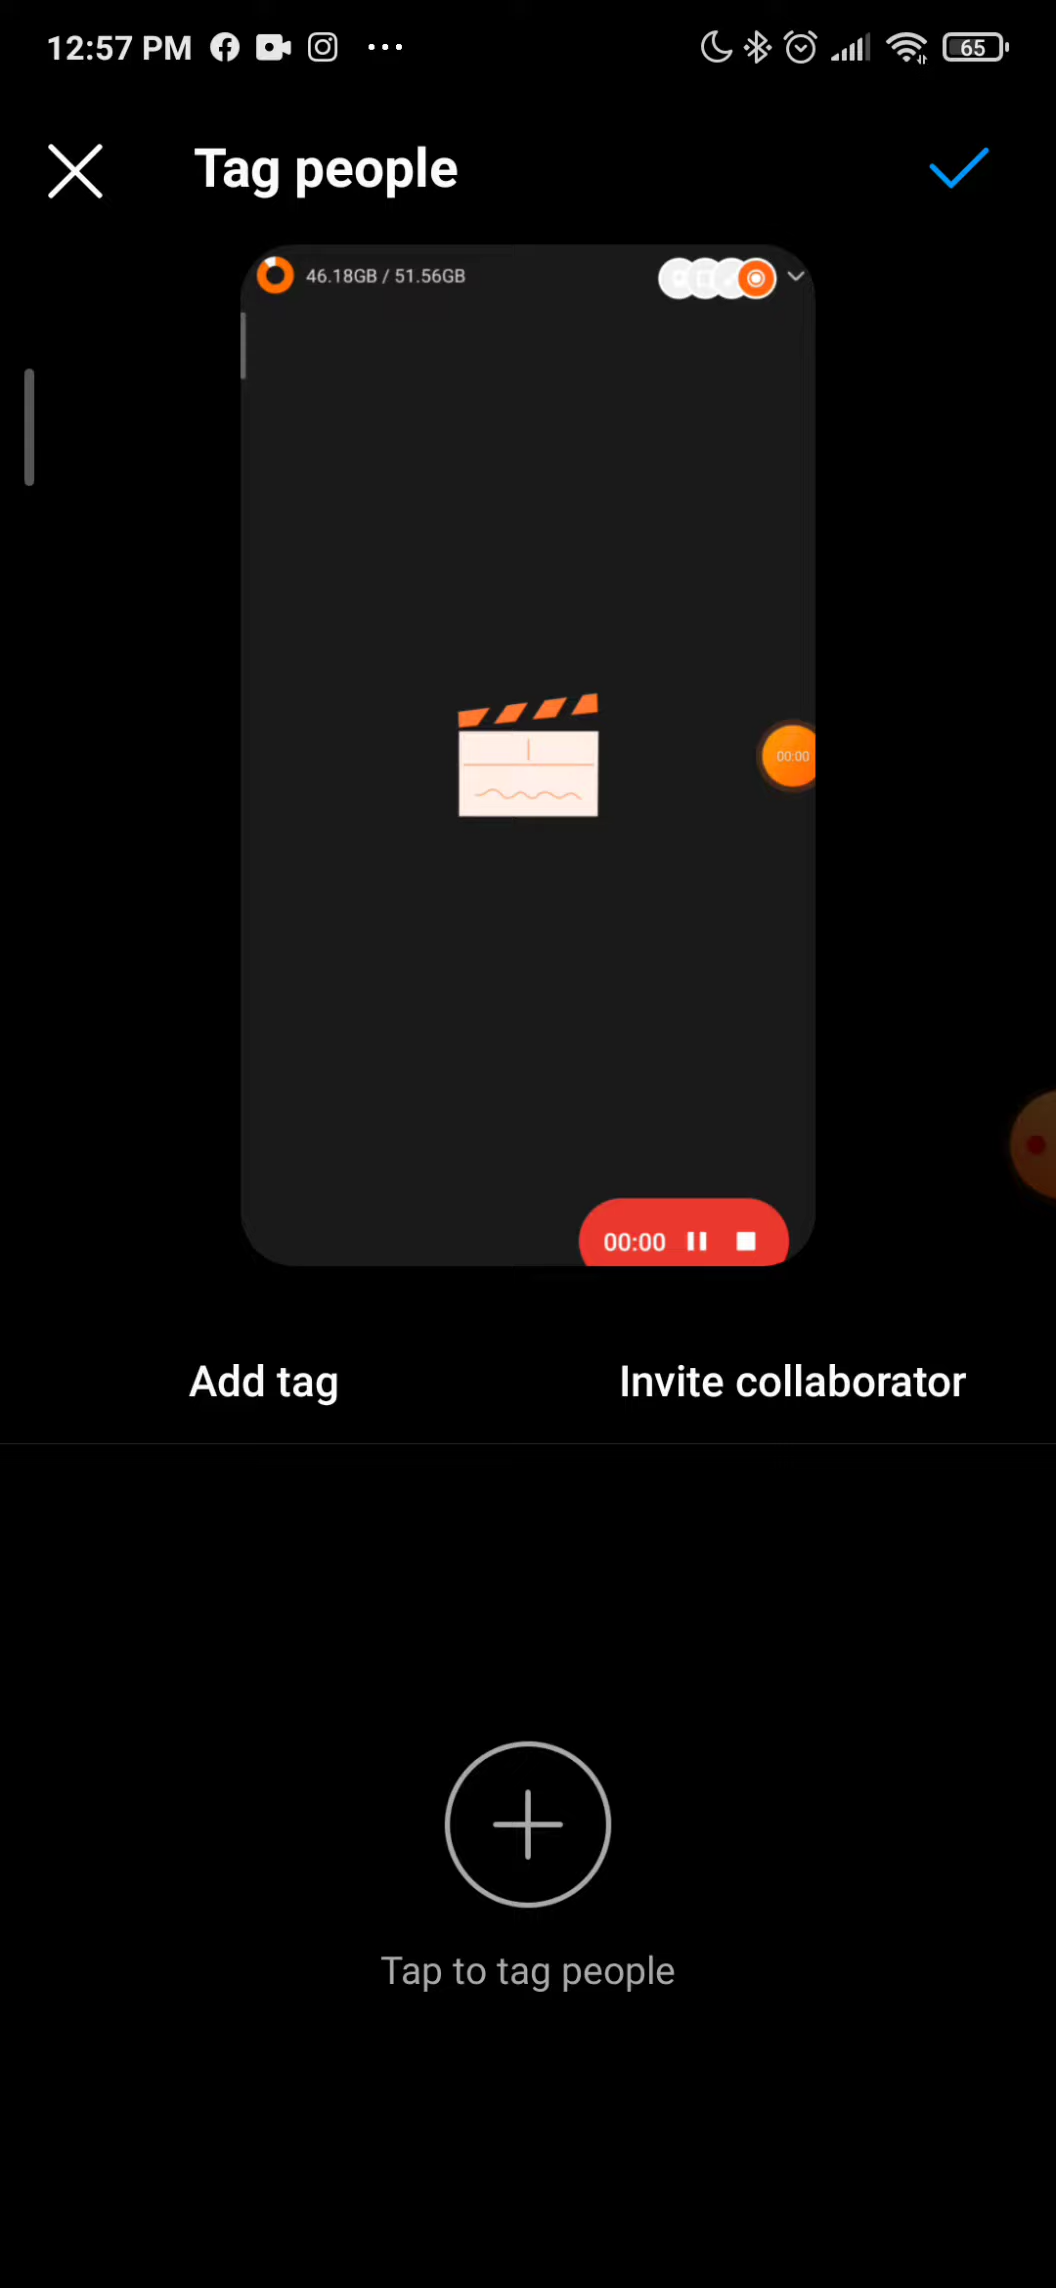 12:57 PM
65
Tag people
46.18GB / 51.56GB
00:00
00:00
Add tag
Invite collaborator
Tap to tag people